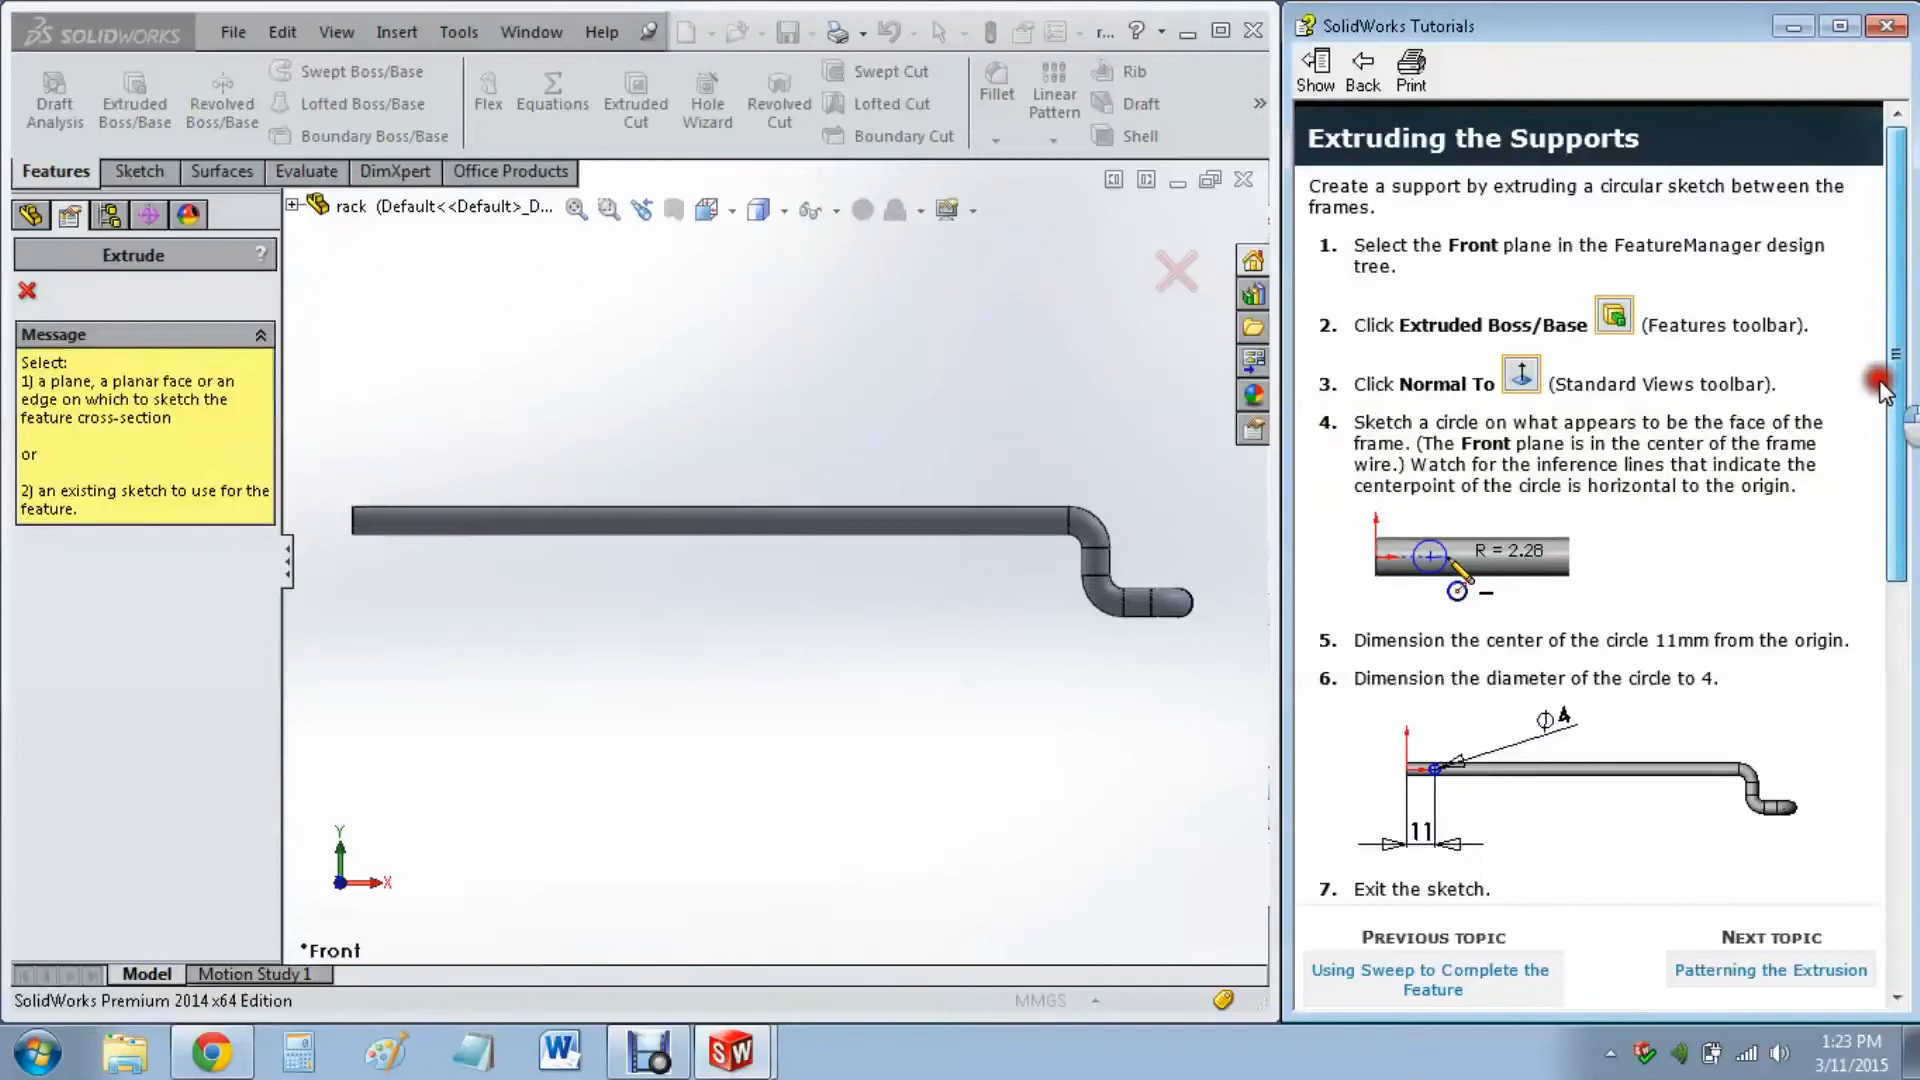 SOLIDWORKS
File Edit View Insert Tools Window Help
r... ?
Draft Analysis
Extruded Boss/Base
Revolved Boss/Base
Swept Boss/Base
Lofted Boss/Base
Boundary Boss/Base
Flex
Equations
Extruded Cut
Hole Wizard
Revolved Cut
Swept Cut
Lofted Cut
Boundary Cut
Fillet
Linear Pattern
Rib
Draft
Shell
Features Sketch Surfaces Evaluate DimXpert Office Products
rack (Default<<Default>_D...
Extrude ?
Message
Select:
1) a plane, a planar face or an
edge on which to sketch the
feature cross-section
or
2) an existing sketch to use for the
feature.
Y
X
*Front
Model Motion Study 1
SolidWorks Premium 2014 x64 Edition
MMGS
SolidWorks Tutorials
Show Back Print
Extruding the Supports
Create a support by extruding a circular sketch between the
frames.
1. Select the Front plane in the FeatureManager design
tree.
2. Click Extruded Boss/Base (Features toolbar).
3. Click Normal To (Standard Views toolbar).
4. Sketch a circle on what appears to be the face of the
frame. (The Front plane is in the center of the frame
wire.) Watch for the inference lines that indicate the
centerpoint of the circle is horizontal to the origin.
R = 2.28
5. Dimension the center of the circle 11mm from the origin.
6. Dimension the diameter of the circle to 4.
⌀4
11
7. Exit the sketch.
PREVIOUS TOPIC
Using Sweep to Complete the
Feature
NEXT TOPIC
Patterning the Extrusion
W
SW
1:23 PM
3/11/2015